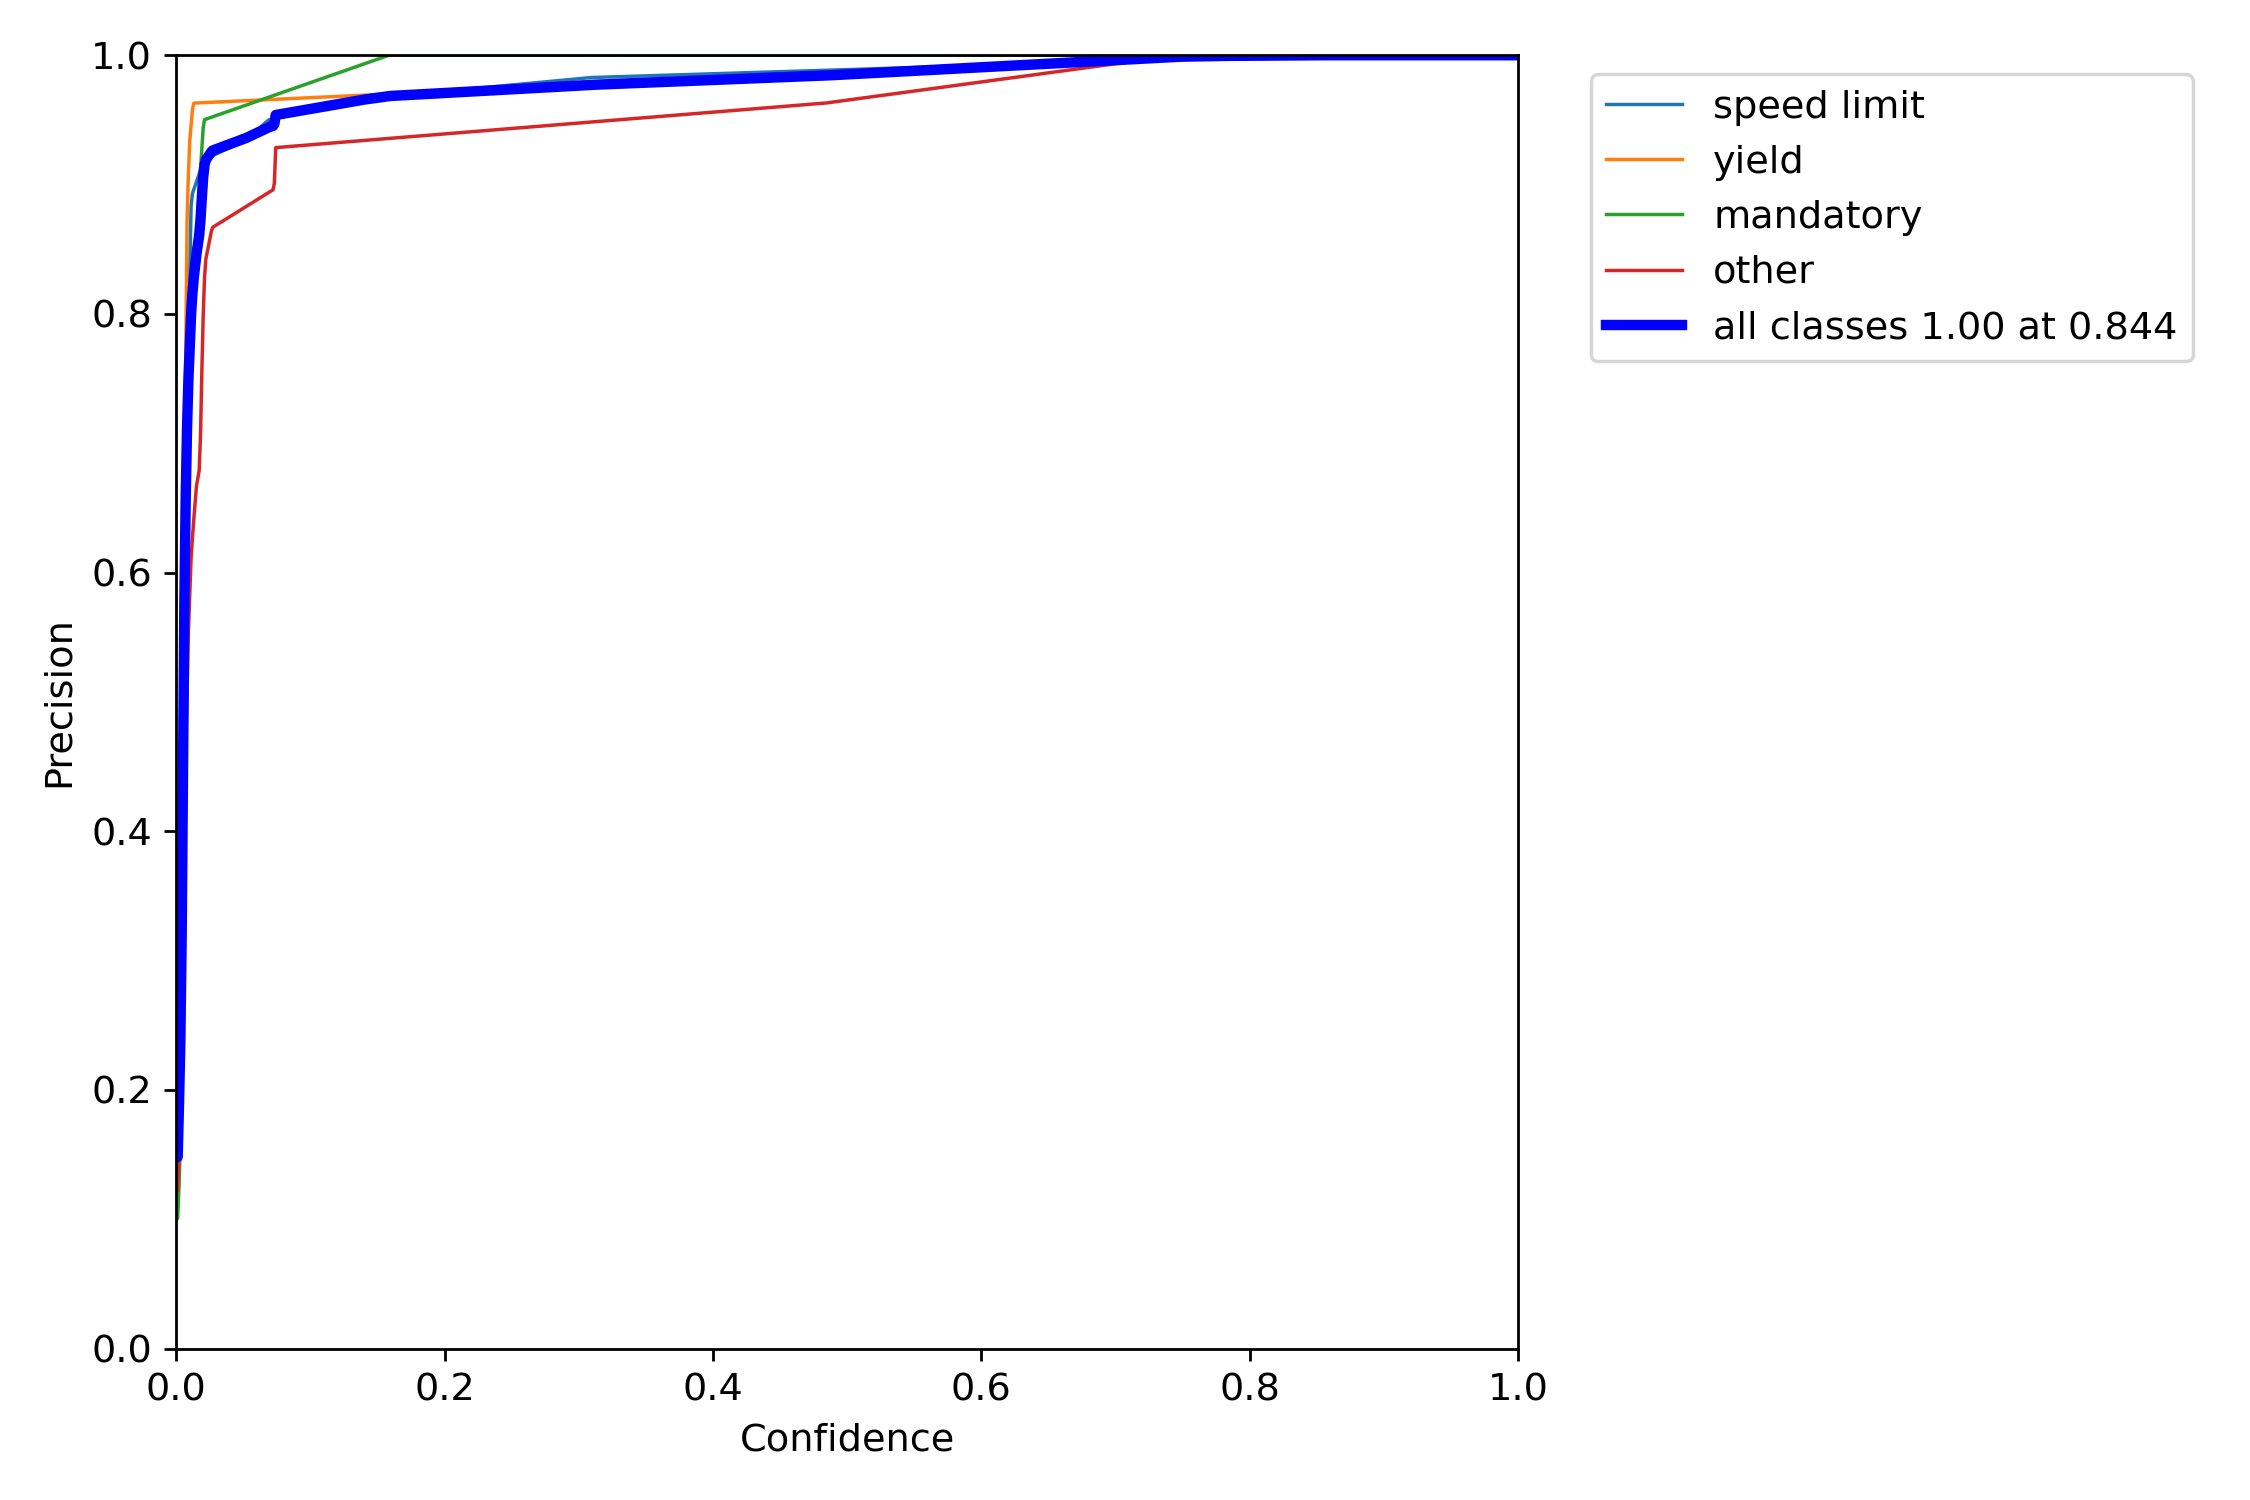 1.0
0.8
0.6
0.4
0.2
0.0
Precision
0.0 0.2 0.4 0.6 0.8 1.0
Confidence
speed limit
yield
mandatory
other
all classes 1.00 at 0.844